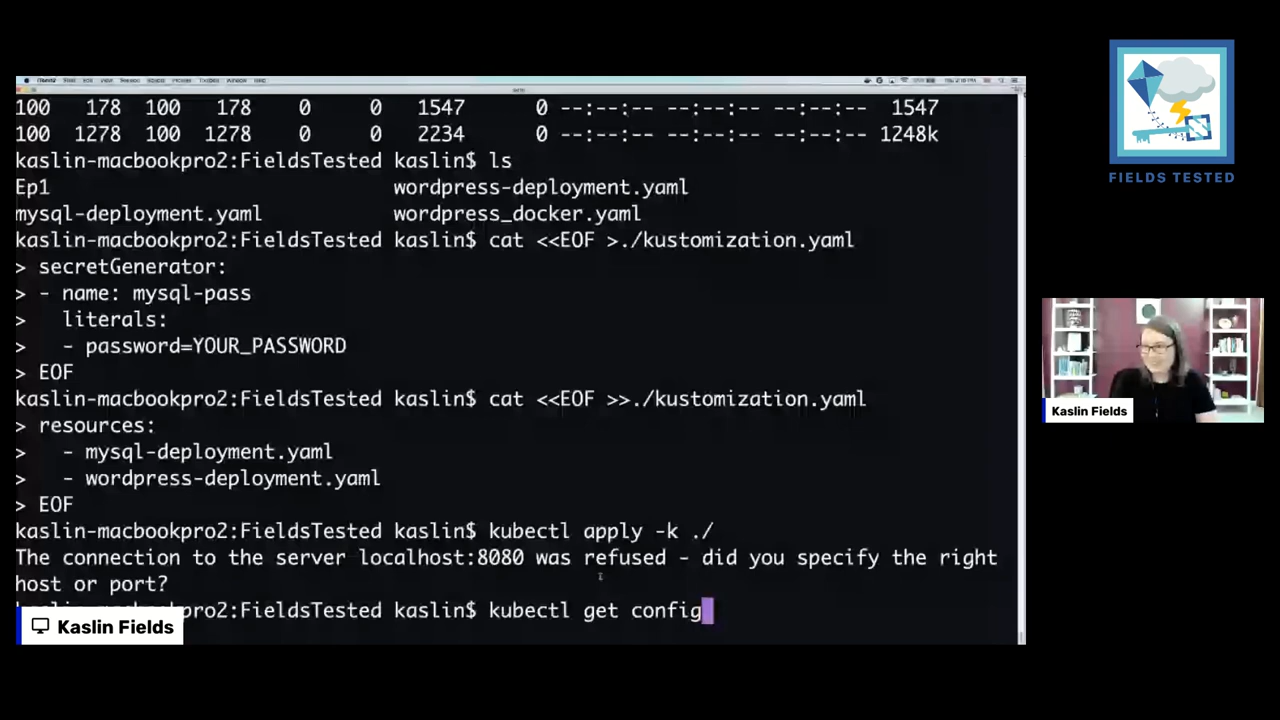 100 178 100 178 0 0 1547 0 --:--:-- --:--:-- --:--:-- 1547
100 1278 100 1278 0 0 2234 0 --:--:-- --:--:-- --:--:-- 1248k
kaslin-macbookpro2:FieldsTested kaslin$ ls
Ep1 wordpress-deployment.yaml
mysql-deployment.yaml wordpress_docker.yaml
kaslin-macbookpro2:FieldsTested kaslin$ cat <<EOF >./kustomization.yaml
> secretGenerator:
> - name: mysql-pass
>   literals:
>   - password=YOUR_PASSWORD
> EOF
kaslin-macbookpro2:FieldsTested kaslin$ cat <<EOF >>./kustomization.yaml
> resources:
>   - mysql-deployment.yaml
>   - wordpress-deployment.yaml
> EOF
kaslin-macbookpro2:FieldsTested kaslin$ kubectl apply -k ./
The connection to the server localhost:8080 was refused - did you specify the right
host or port?
pro2:FieldsTested kaslin$ kubectl get config
Kaslin Fields
FIELDS TESTED
Kaslin Fields